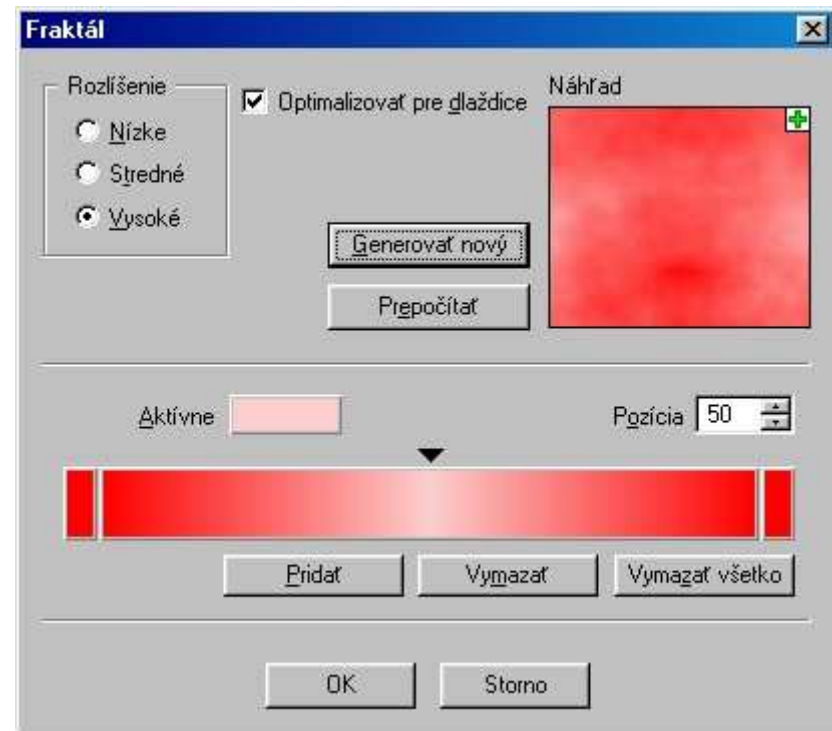 Fraktál
Rozlíšenie
Nízke
Stredné
Vysoké
Optimalizovať pre dlaždice
Náhľad
Generovať nový
Prepočítať
Aktívne
Pozícia 50
Pridať
Vymazať
Vymazať všetko
OK
Storno